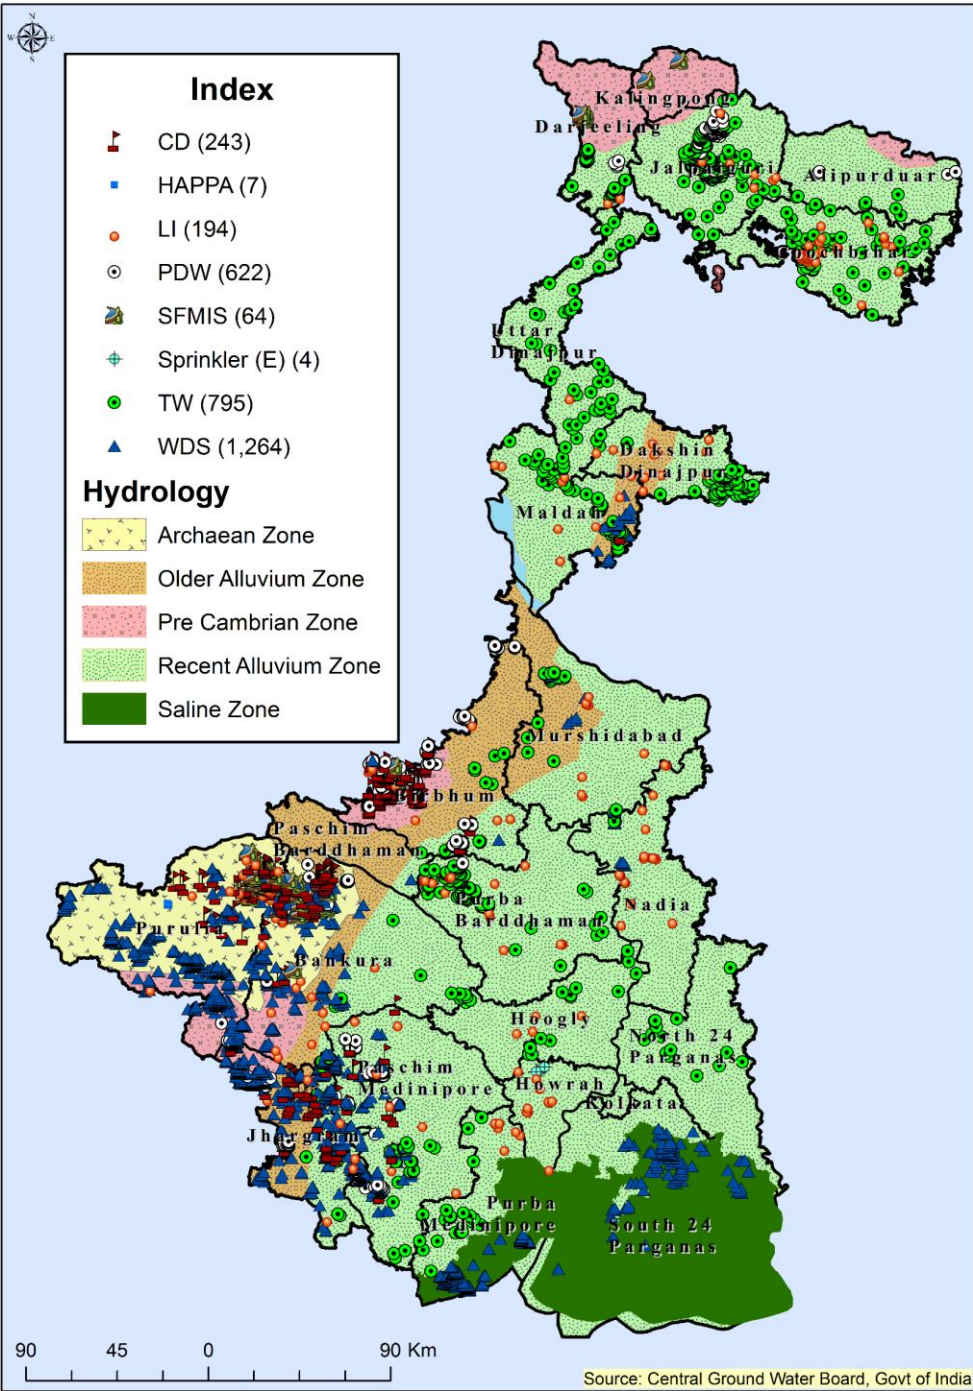 N
W E
S
Index
CD (243)
HAPPA (7)
LI (194)
PDW (622)
SFMIS (64)
Sprinkler (E) (4)
TW (795)
WDS (1,264)
Hydrology
Archaean Zone
Older Alluvium Zone
Pre Cambrian Zone
Recent Alluvium Zone
Saline Zone
Kalingpong
Darjeeling
Jalpaiguri
Alipurduar
Coochbihar
Uttar
Dinajpur
Dakshin
Dinajpur
Maldah
Murshidabad
Birbhum
Paschim
Barddhaman
Purba
Barddhaman
Nadia
Purulia
Bankura
Hoogly
North 24
Parganas
Paschim
Medinipore
Howrah
Kolkata
Jhargram
Purba
Medinipore
South 24
Parganas
90 45 0 90 Km
Source: Central Ground Water Board, Govt of India